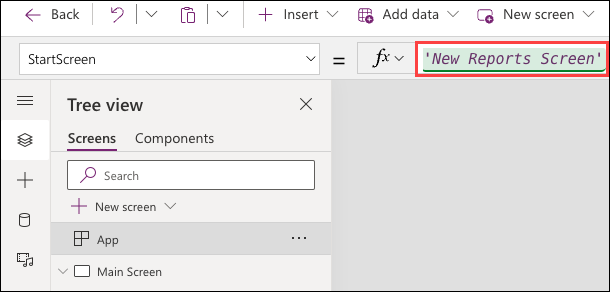 Back Insert Add data New screen
StartScreen = fx 'New Reports Screen'
Tree view
Screens Components
Search
New screen
App ...
Main Screen